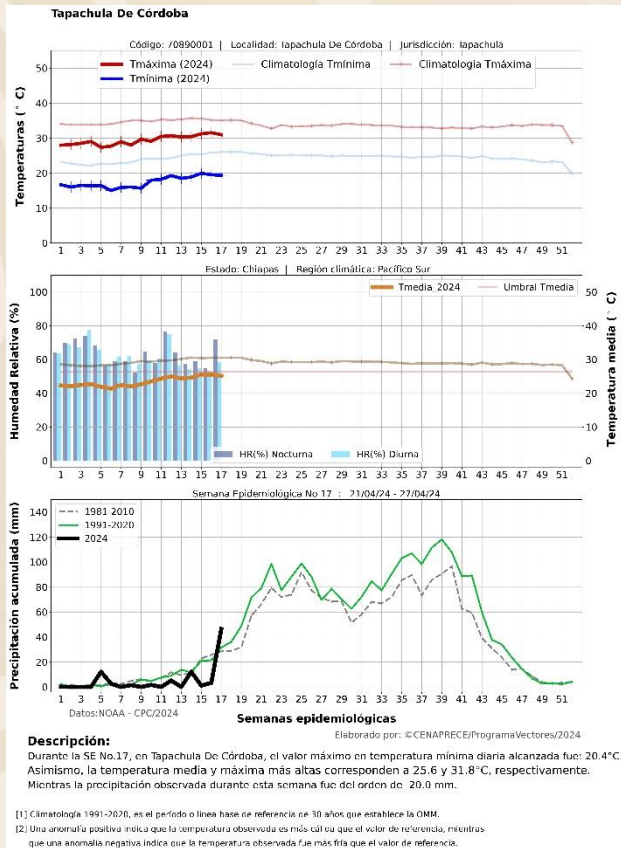 Tapachula De Córdoba
Código: 70890001 | Localidad: Tapachula De Córdoba | Jurisdicción: Tapachula
Tmáxima (2024)
Climatología Tmínima
Climatologia Tmáxima
Tmínima (2024)
Temperaturas (° C)
50
40
30
20
10
0
1 3 5 7 9 11 13 15 17 19 21 23 25 27 29 31 33 35 37 39 41 43 45 47 49 51
Estado: Chiapas | Región climática: Pacífico Sur
Tmedia 2024
Umbral Tmedia
Humedad Relativa (%)
100
80
60
40
20
0
50
40
30
20
10
0
Temperatura media (° C)
HR(%) Nocturna
HR(%) Diurna
1 3 5 7 9 11 13 15 17 19 21 23 25 27 29 31 33 35 37 39 41 43 45 47 49 51
Semana Epidemiológica No 17 : 21/04/24 - 27/04/24
1981-2010
1991-2020
2024
Precipitación acumulada (mm)
140
120
100
80
60
40
20
0
1 3 5 7 9 11 13 15 17 19 21 23 25 27 29 31 33 35 37 39 41 43 45 47 49 51
Datos:NOAA - CPC/2024
Semanas epidemiológicas
Elaborado por: ©CENAPRECE/ProgramaVectores/2024
Descripción:
Durante la SE No.17, en Tapachula De Córdoba, el valor máximo en temperatura mínima diaria alcanzada fue: 20.4°C
Asimismo, la temperatura media y máxima más altas corresponden a 25.6 y 31.8°C, respectivamente.
Mientras la precipitación observada durante esta semana fue del orden de 20.0 mm.
[1] Climatología 1991-2020, es el período o linea base de referencia de 30 años que establece la OMM.
[2] Una anomalía positiva indica que la temperatura observada es más cálida que el valor de referencia, mientras
que una anomalía negativa indica que la temperatura observada fue más fría que el valor de referencia.